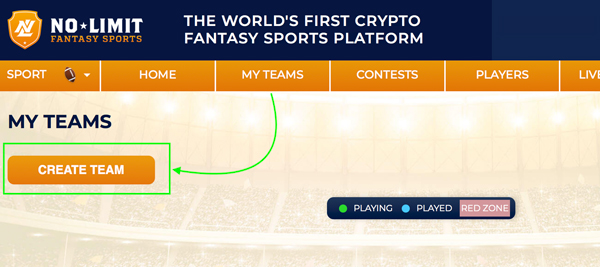 NO★LIMIT
FANTASY SPORTS
THE WORLD'S FIRST CRYPTO
FANTASY SPORTS PLATFORM
SPORT HOME MY TEAMS CONTESTS PLAYERS LIVE
MY TEAMS
CREATE TEAM
PLAYING PLAYED RED ZONE